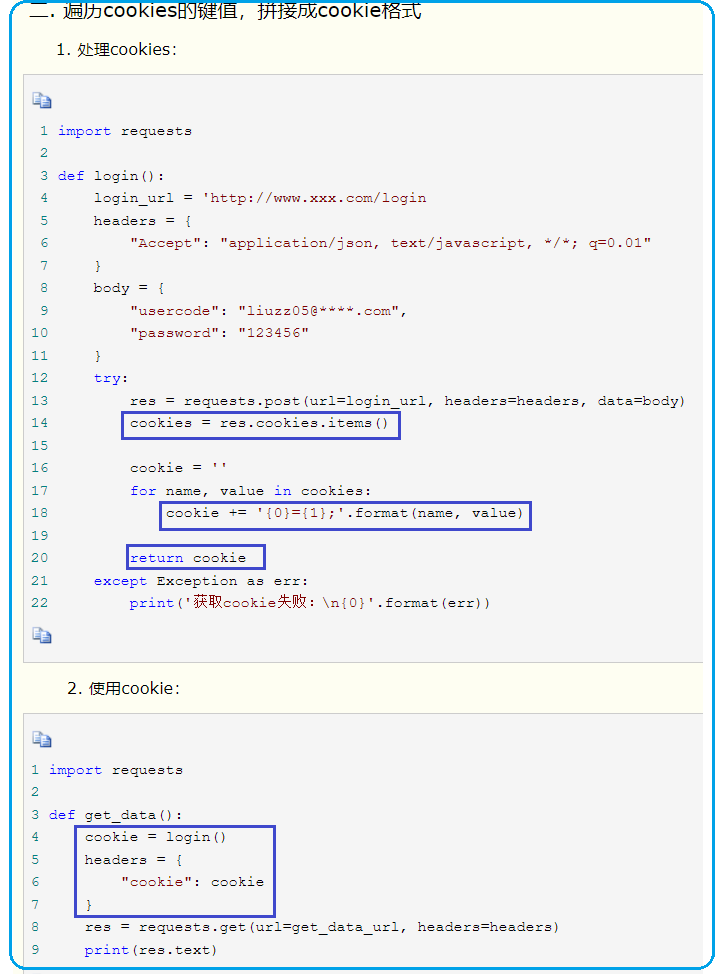 二. 遍历cookies的键值，拼接成cookie格式
1. 处理cookies：
1 import requests
2
3 def login():
4     login_url = 'http://www.xxx.com/login
5     headers = {
6         "Accept": "application/json, text/javascript, */*; q=0.01"
7     }
8     body = {
9         "usercode": "liuzz05@****.com",
10         "password": "123456"
11     }
12     try:
13         res = requests.post(url=login_url, headers=headers, data=body)
14         cookies = res.cookies.items()
15
16         cookie = ''
17         for name, value in cookies:
18             cookie += '{0}={1};'.format(name, value)
19
20         return cookie
21     except Exception as err:
22         print('获取cookie失败：\n{0}'.format(err))
2. 使用cookie：
1 import requests
2
3 def get_data():
4     cookie = login()
5     headers = {
6         "cookie": cookie
7     }
8     res = requests.get(url=get_data_url, headers=headers)
9     print(res.text)